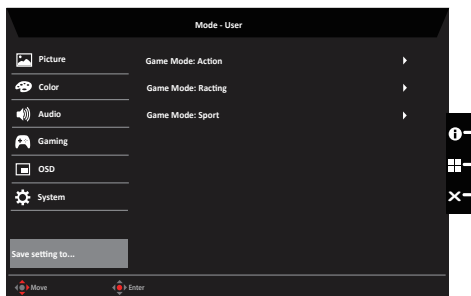 Mode - User
Picture
Game Mode: Action
Color
Game Mode: Racting
Audio
Game Mode: Sport
Gaming
OSD
System
Save setting to...
Move
Enter